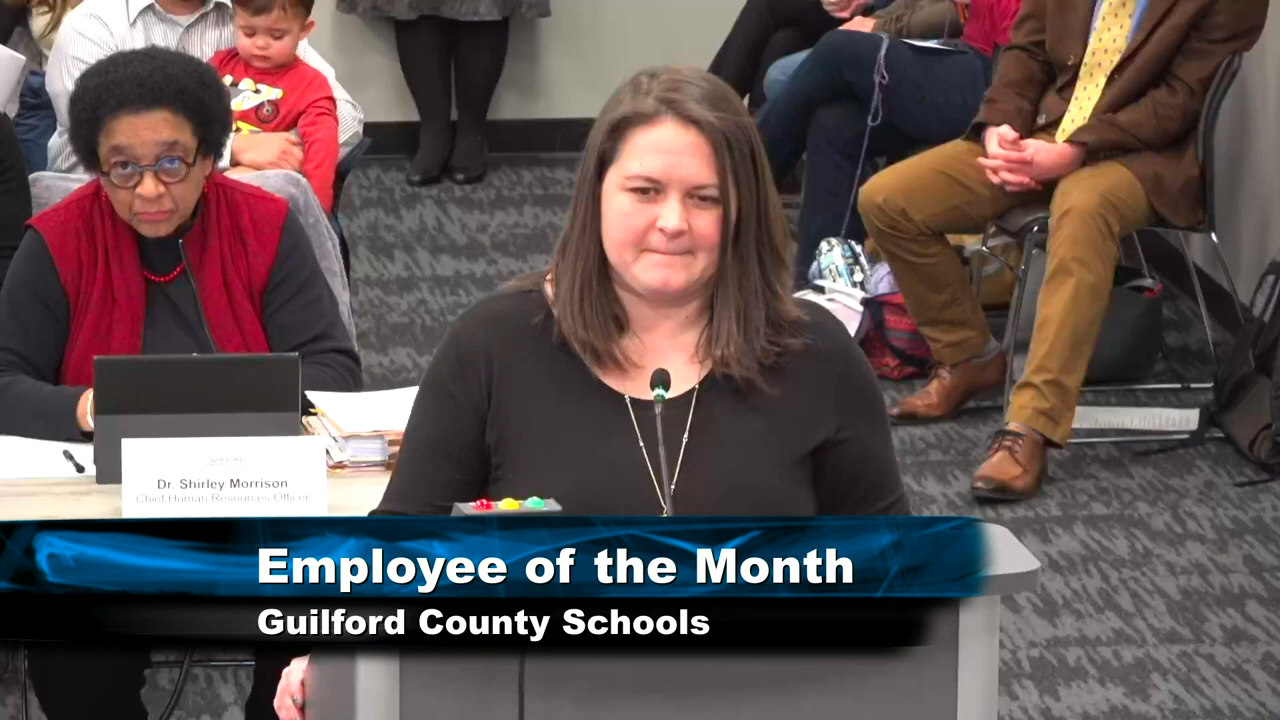 Dr. Shirley Morrison
Chief Human Resources Officer
Employee of the Month
Guilford County Schools